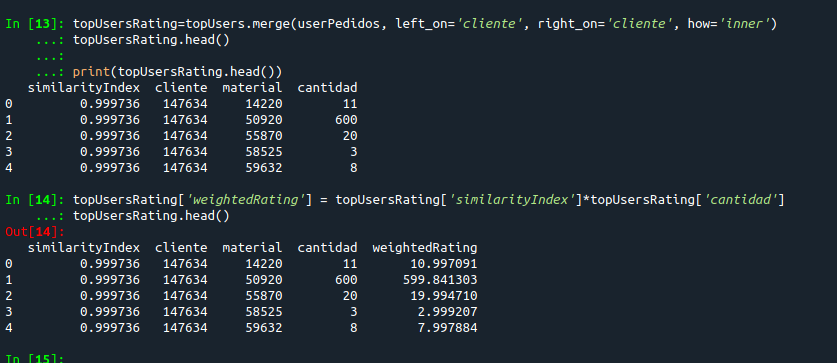 In [13]: topUsersRating=topUsers.merge(userPedidos, left_on='cliente', right_on='cliente', how='inner')
...: topUsersRating.head()
...:
...: print(topUsersRating.head())
similarityIndex cliente material cantidad
0 0.999736 147634 14220 11
1 0.999736 147634 50920 600
2 0.999736 147634 55870 20
3 0.999736 147634 58525 3
4 0.999736 147634 59632 8
In [14]: topUsersRating['weightedRating'] = topUsersRating['similarityIndex']*topUsersRating['cantidad']
...: topUsersRating.head()
Out[14]:
similarityIndex cliente material cantidad weightedRating
0 0.999736 147634 14220 11 10.997091
1 0.999736 147634 50920 600 599.841303
2 0.999736 147634 55870 20 19.994710
3 0.999736 147634 58525 3 2.999207
4 0.999736 147634 59632 8 7.997884
In [15]: